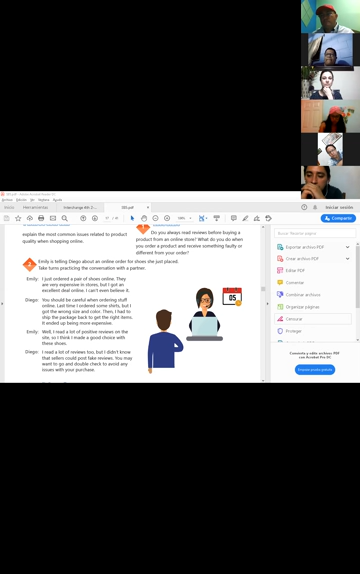 Inicio
Herramientas
Iniciar sesión
Compartir
explain the most common issues related to product
quality when shopping online.
Do you always read reviews before buying a
product from an online store? What do you do when
you order a product and receive something faulty or
different from your order?
Emily is telling Diego about an online order for shoes she just placed.
Take turns practicing the conversation with a partner.
Emily: I just ordered a pair of shoes online. They
are very expensive in stores, but I got an
excellent deal online. I can't even believe it.
Diego: You should be careful when ordering stuff
online. Last time I ordered some shirts, but I
got the wrong size and color. Then, I had to
ship the package back to get the right items.
It ended up being more expensive.
Emily: Well, I read a lot of positive reviews on the
site, so I think I made a good choice with
these shoes.
Diego: I read a lot of reviews too, but I didn't know
that sellers could post fake reviews. You may
want to go and double check to avoid any
issues with your purchase.
05
Exportar archivo PDF
Crear archivo PDF
Editar PDF
Comentar
Combinar archivos
Organizar páginas
Censurar
Proteger